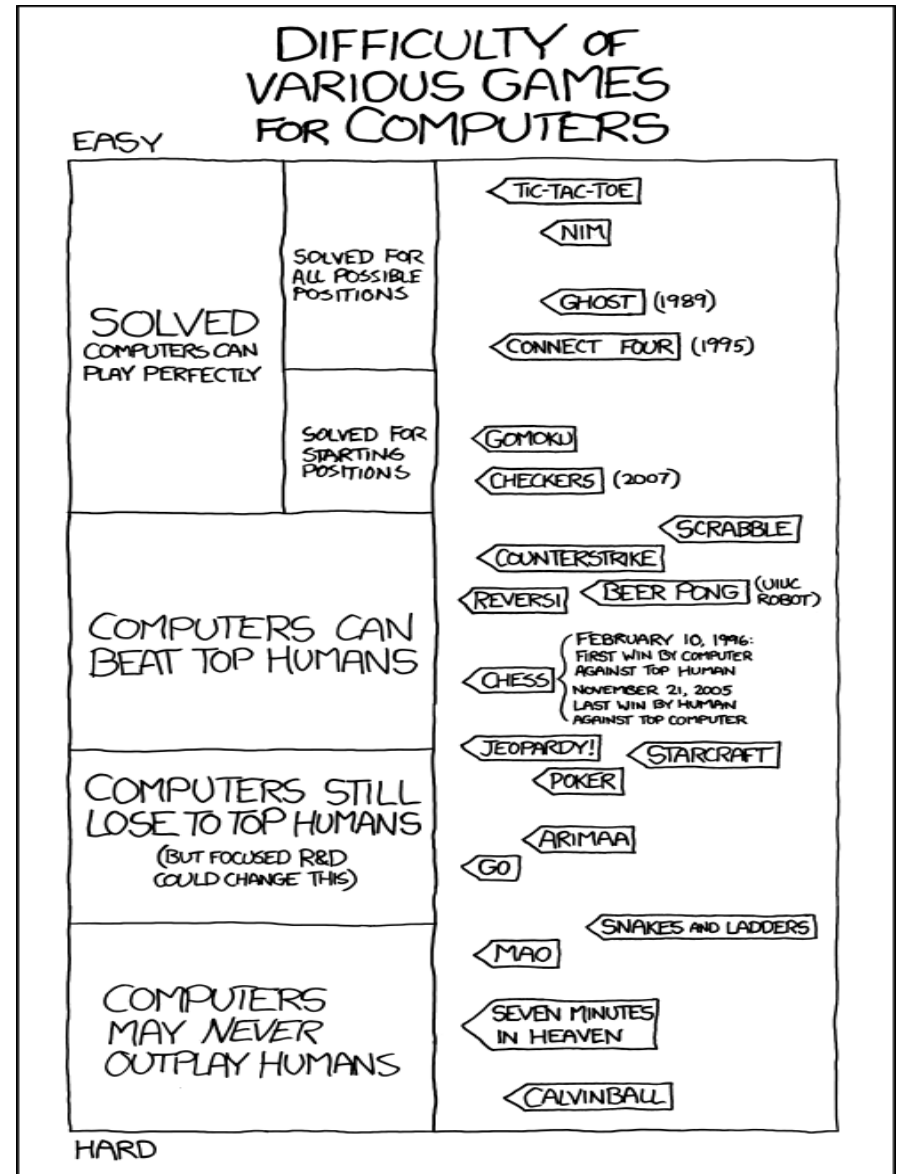 DIFFICULTY OF
VARIOUS GAMES
FOR COMPUTERS
EASY
SOLVED
COMPUTERS CAN
PLAY PERFECTLY
SOLVED FOR
ALL POSSIBLE
POSITIONS
TIC-TAC-TOE
NIM
GHOST (1989)
CONNECT FOUR (1995)
SOLVED FOR
STARTING
POSITIONS
GOMOKU
CHECKERS (2007)
COMPUTERS CAN
BEAT TOP HUMANS
SCRABBLE
COUNTERSTRIKE
REVERSI
BEER PONG (UIUC
ROBOT)
CHESS
FEBRUARY 10, 1996:
FIRST WIN BY COMPUTER
AGAINST TOP HUMAN
NOVEMBER 21, 2005
LAST WIN BY HUMAN
AGAINST TOP COMPUTER
COMPUTERS STILL
LOSE TO TOP HUMANS
(BUT FOCUSED R&D
COULD CHANGE THIS)
JEOPARDY!
STARCRAFT
POKER
ARIMAA
GO
COMPUTERS
MAY NEVER
OUTPLAY HUMANS
SNAKES AND LADDERS
MAO
SEVEN MINUTES
IN HEAVEN
CALVINBALL
HARD